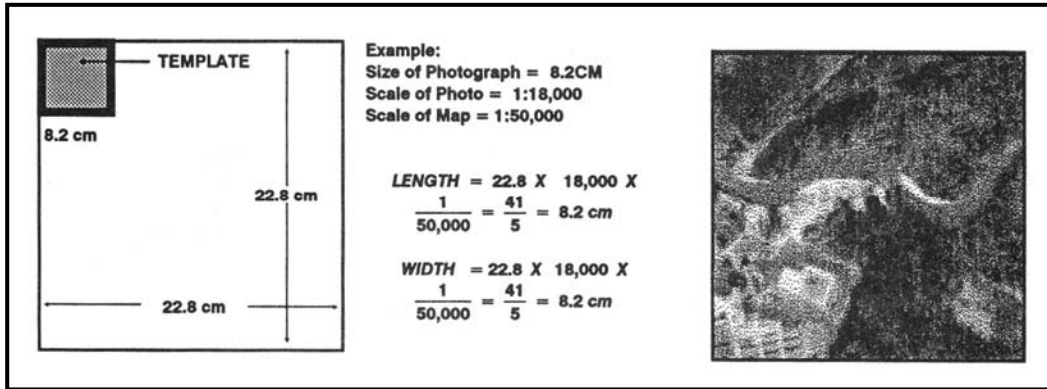 TEMPLATE
8.2 cm
22.8 cm
22.8 cm
Example:
Size of Photograph = 8.2CM
Scale of Photo = 1:18,000
Scale of Map = 1:50,000
LENGTH = 22.8 X 18,000 X
1/50,000 = 41/5 = 8.2 cm
WIDTH = 22.8 X 18,000 X
1/50,000 = 41/5 = 8.2 cm